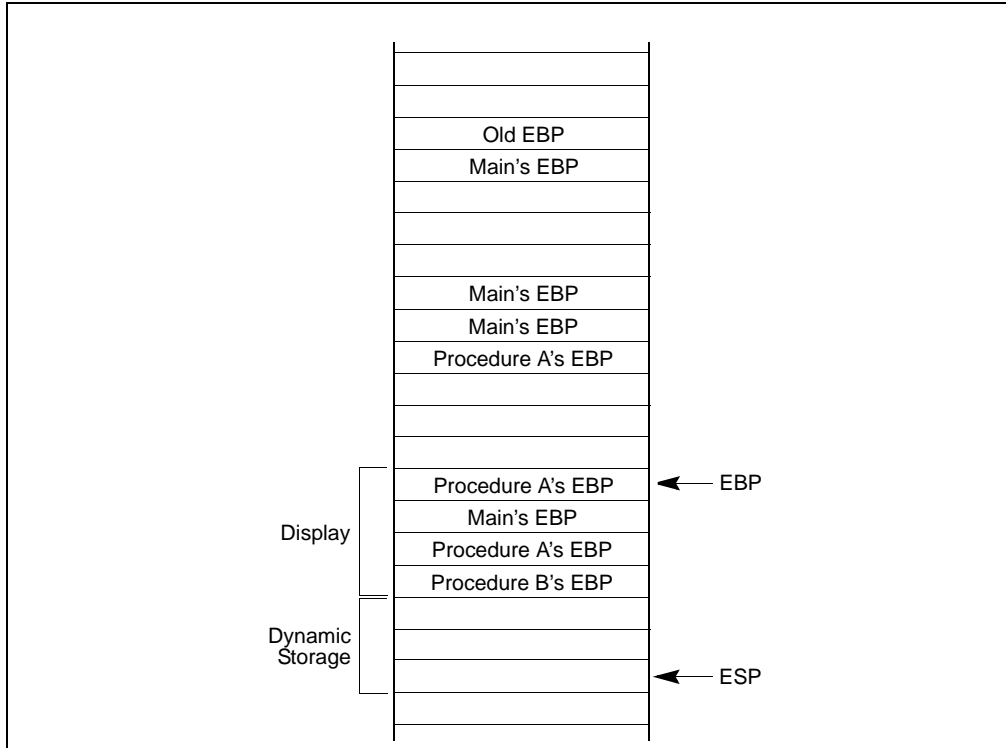 Old EBP
Main's EBP
Main's EBP
Main's EBP
Procedure A's EBP
Procedure A's EBP
EBP
Main's EBP
Display
Procedure A's EBP
Procedure B's EBP
Dynamic
Storage
ESP